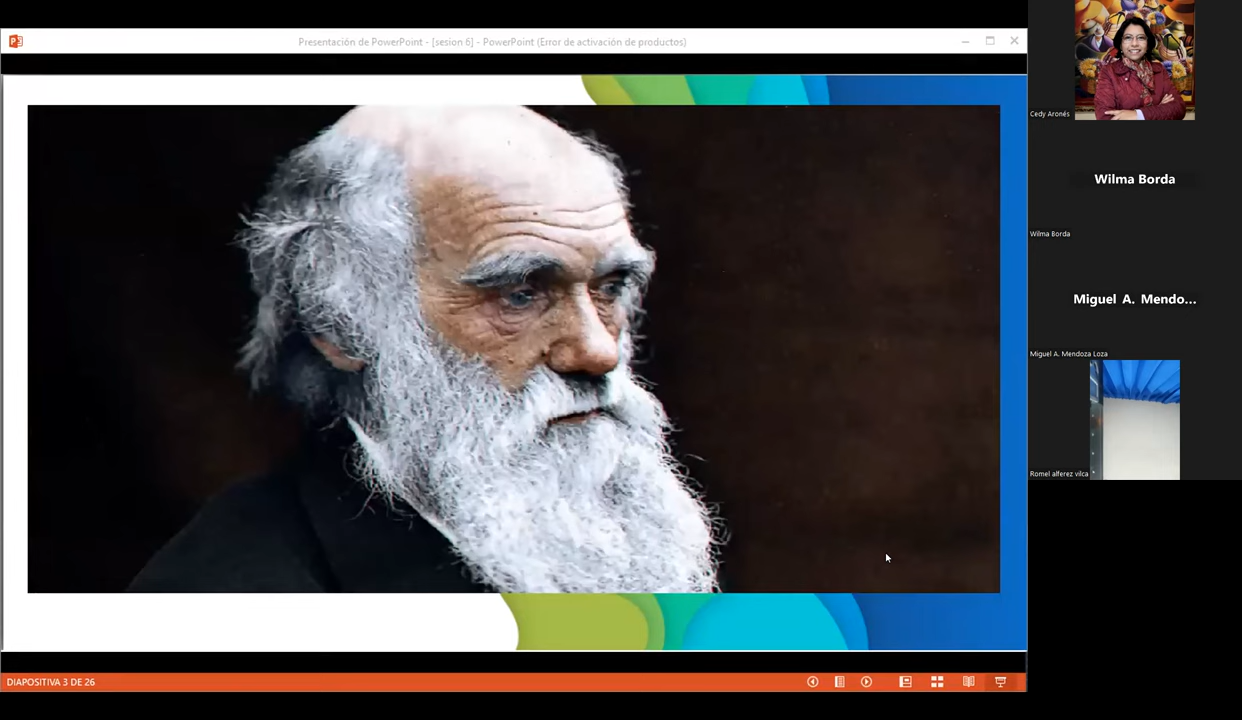 Presentación de PowerPoint - [sesion 6] - PowerPoint (Error de activación de productos)
Cedy Aronés
Wilma Borda
Wilma Borda
Miguel A. Mendo...
Miguel A. Mendoza Loza
Romel alferez vilca
DIAPOSITIVA 3 DE 26